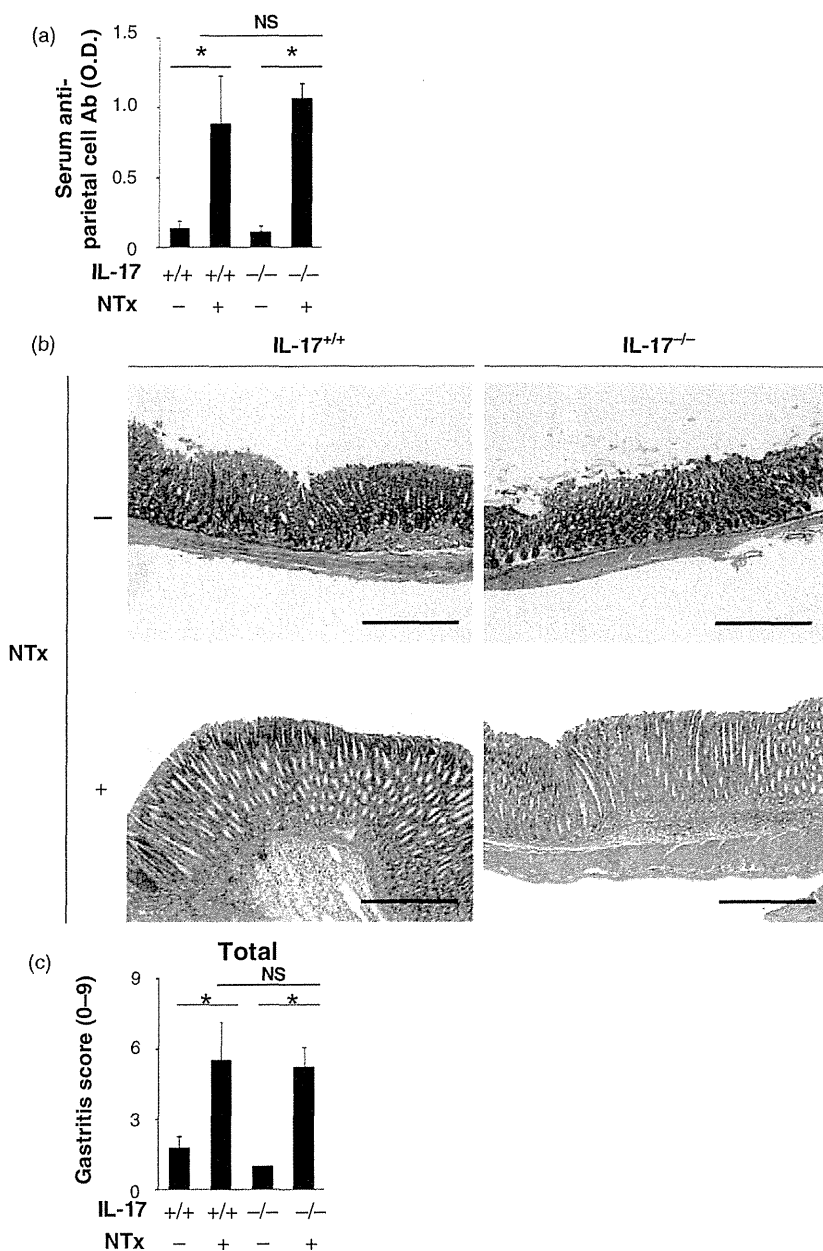 (a)
NS
* *
1.5
1.0
0.5
0
Serum anti-
parietal cell Ab (O.D.)
IL-17 +/+ +/+ −/− −/−
NTx − + − +
(b)
IL-17+/+ IL-17−/−
−
NTx
+
(c)
Total
NS
* *
9
6
3
0
Gastritis score (0–9)
IL-17 +/+ +/+ −/− −/−
NTx − + − +